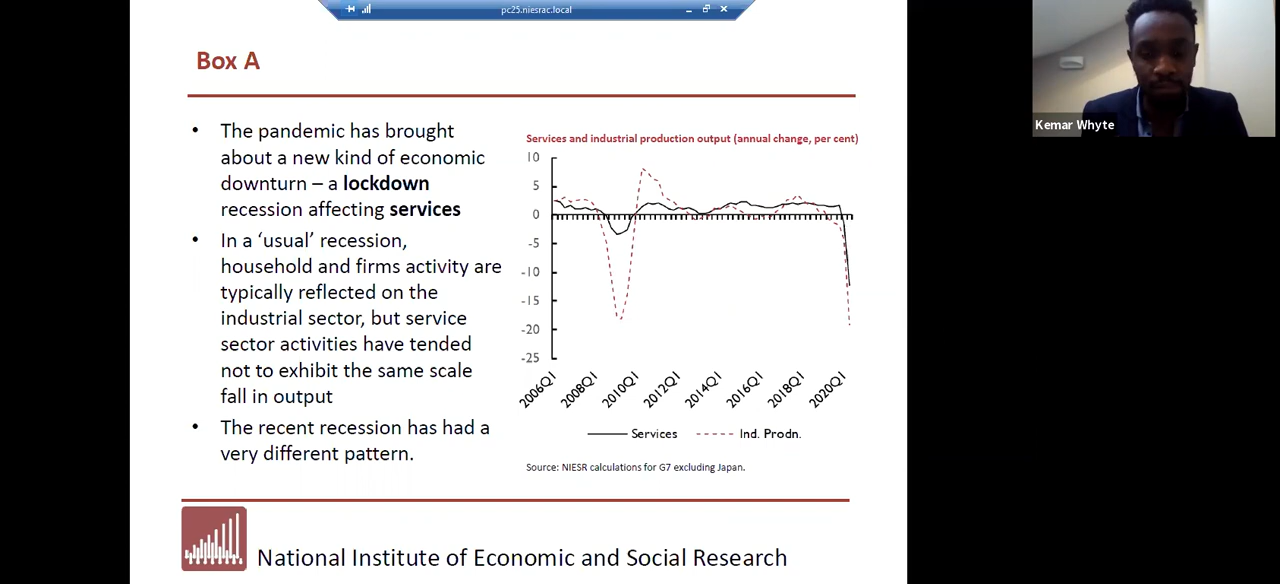 pc25.niesrac.local
Box A
• The pandemic has brought
about a new kind of economic
downturn – a lockdown
recession affecting services
• In a ‘usual’ recession,
household and firms activity are
typically reflected on the
industrial sector, but service
sector activities have tended
not to exhibit the same scale
fall in output
• The recent recession has had a
very different pattern.
Services and industrial production output (annual change, per cent)
10
5
0
-5
-10
-15
-20
-25
2006Q1
2008Q1
2010Q1
2012Q1
2014Q1
2016Q1
2018Q1
2020Q1
Services
Ind. Prodn.
Source: NIESR calculations for G7 excluding Japan.
National Institute of Economic and Social Research
Kemar Whyte